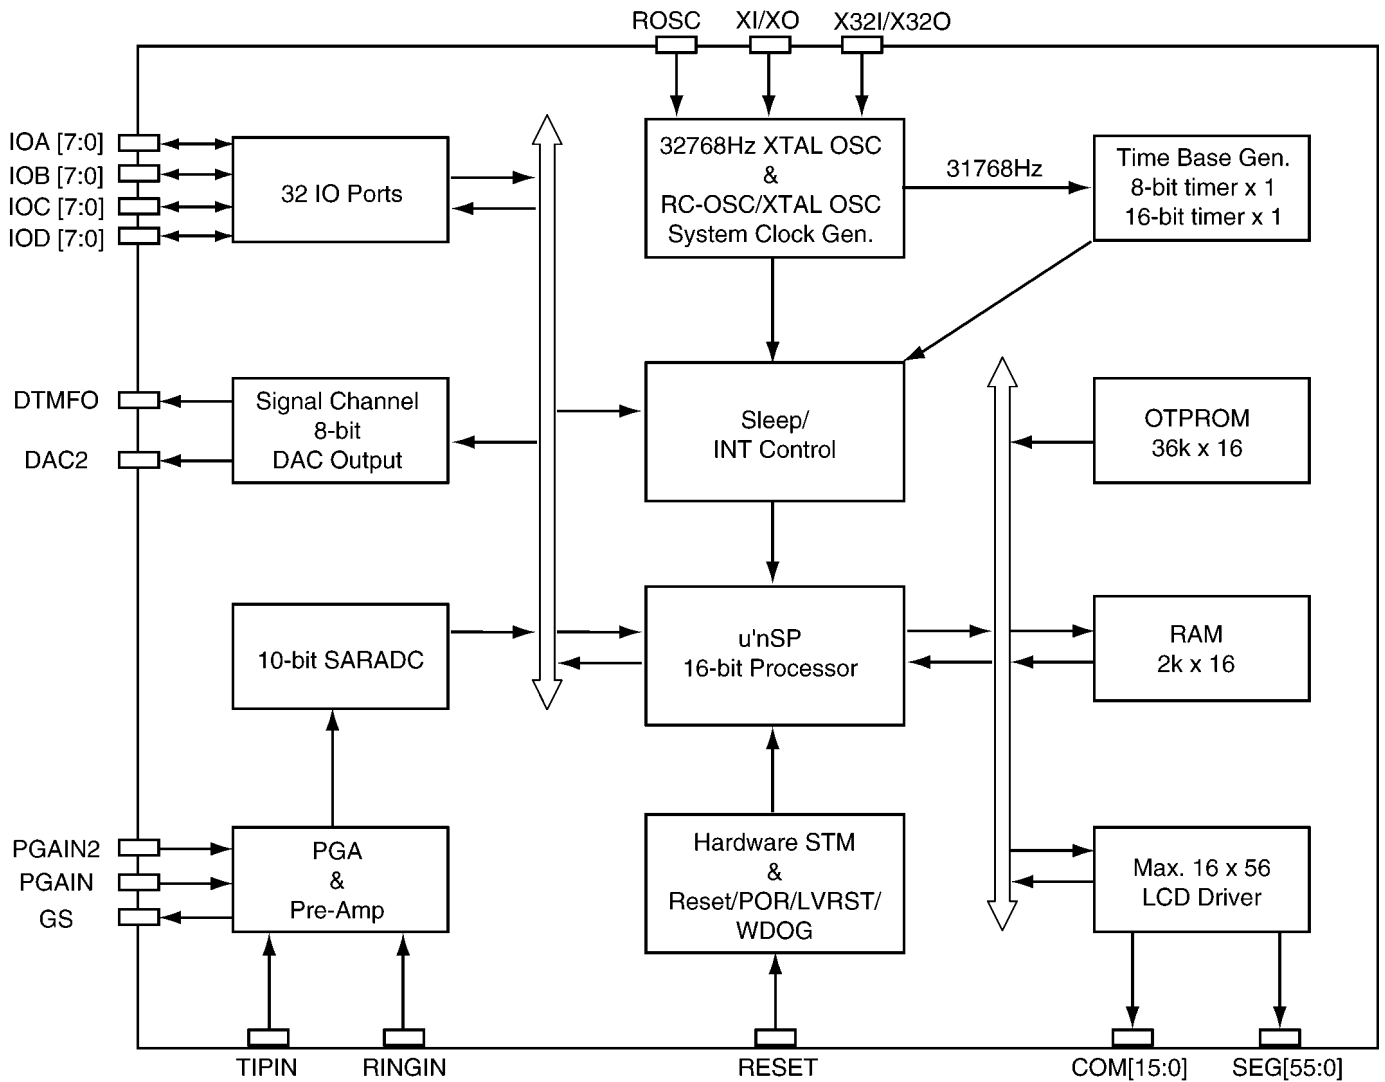 ROSC XI/XO X32I/X32O
IOA [7:0]
IOB [7:0]
IOC [7:0]
IOD [7:0]
32 IO Ports
32768Hz XTAL OSC
&
RC-OSC/XTAL OSC
System Clock Gen.
31768Hz
Time Base Gen.
8-bit timer x 1
16-bit timer x 1
DTMFO
DAC2
Signal Channel
8-bit
DAC Output
Sleep/
INT Control
OTPROM
36k x 16
10-bit SARADC
u'nSP
16-bit Processor
RAM
2k x 16
PGAIN2
PGAIN
GS
PGA
&
Pre-Amp
Hardware STM
&
Reset/POR/LVRST/
WDOG
Max. 16 x 56
LCD Driver
TIPIN RINGIN RESET COM[15:0] SEG[55:0]